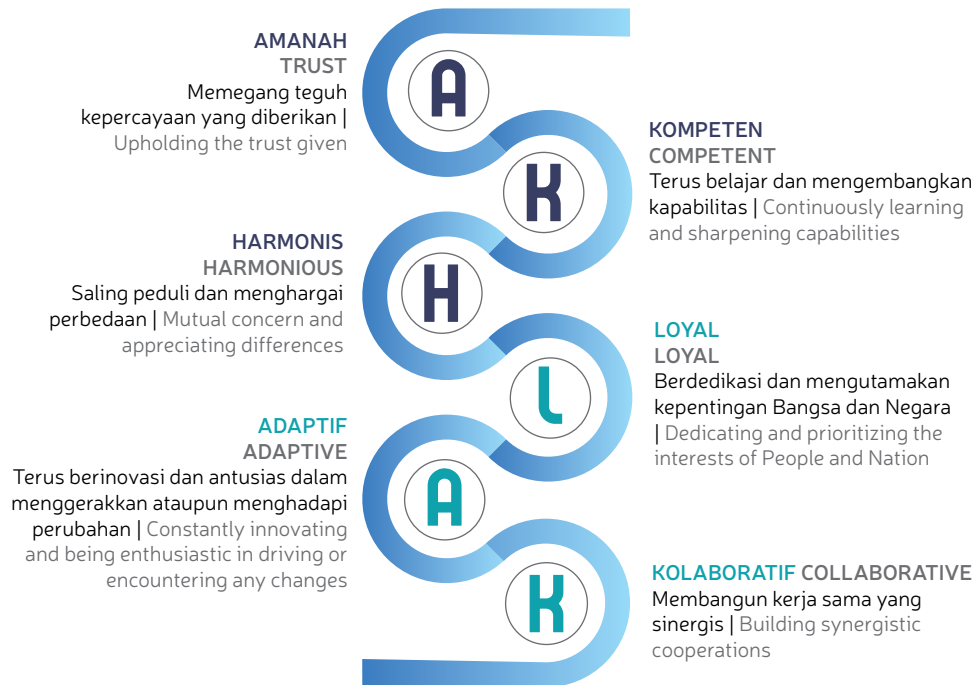 AMANAH
TRUST
Memegang teguh
kepercayaan yang diberikan |
Upholding the trust given
A
KOMPETEN
COMPETENT
Terus belajar dan mengembangkan
kapabilitas | Continuously learning
and sharpening capabilities
K
HARMONIS
HARMONIOUS
Saling peduli dan menghargai
perbedaan | Mutual concern and
appreciating differences
H
LOYAL
LOYAL
Berdedikasi dan mengutamakan
kepentingan Bangsa dan Negara
| Dedicating and prioritizing the
interests of People and Nation
L
ADAPTIF
ADAPTIVE
Terus berinovasi dan antusias dalam
menggerakkan ataupun menghadapi
perubahan | Constantly innovating
and being enthusiastic in driving or
encountering any changes
A
KOLABORATIF COLLABORATIVE
Membangun kerja sama yang
sinergis | Building synergistic
cooperations
K